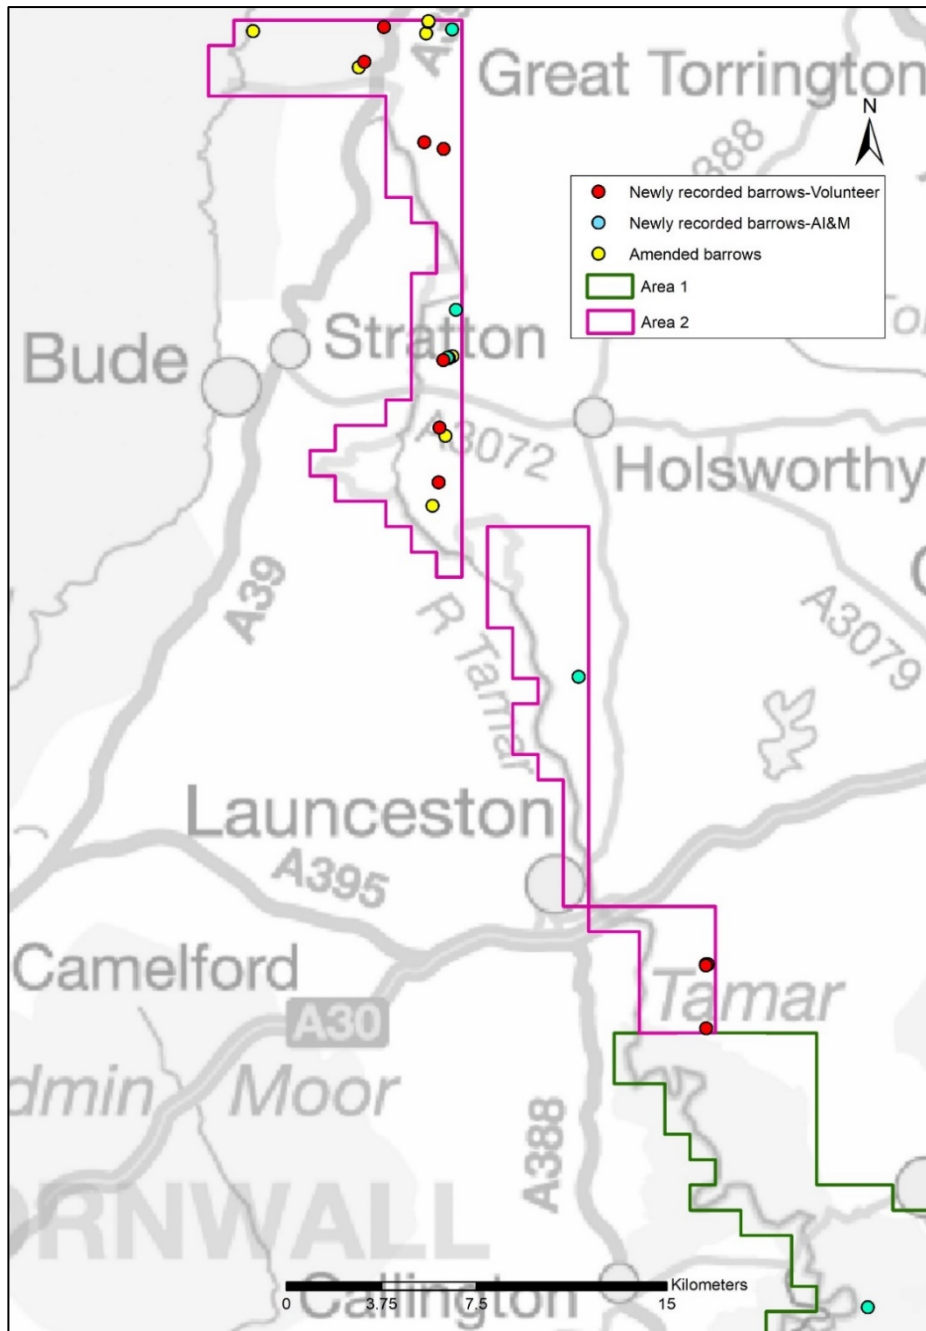 A39
Great Torrington
N
388
Newly recorded barrows-Volunteer
Newly recorded barrows-AI&M
Amended barrows
Area 1
Area 2
Bude
Stratton
A3072
Holsworthy
A39
R Tamar
A3079
Launceston
A395
Camelford
A30
Tamar
dmin Moor
A388
RNWALL
Kilometers
0 3.75 7.5 15
Callington